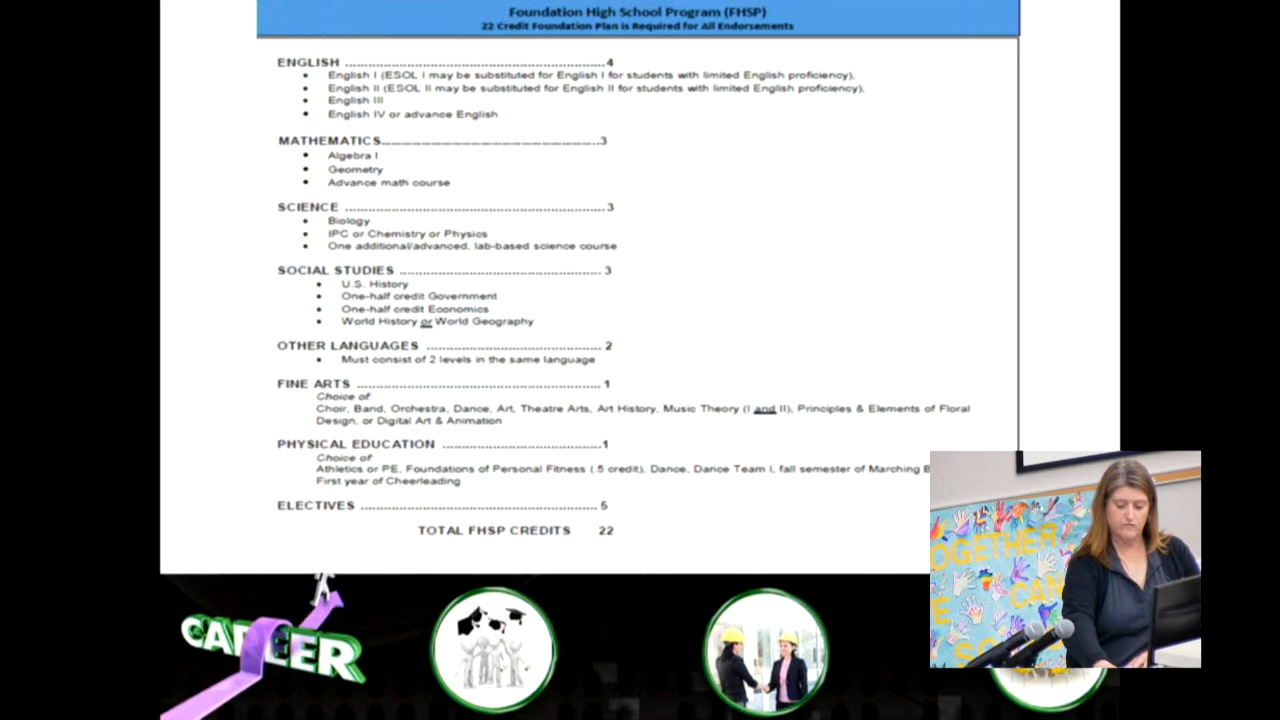 Foundation High School Program (FHSP)
22 Credit Foundation Plan is Required for All Endorsements
ENGLISH ............................................................4
• English I (ESOL I may be substituted for English I for students with limited English proficiency).
• English II (ESOL II may be substituted for English II for students with limited English proficiency).
• English III
• English IV or advance English
MATHEMATICS............................................................3
• Algebra I
• Geometry
• Advance math course
SCIENCE ............................................................3
• Biology
• IPC or Chemistry or Physics
• One additional/advanced, lab-based science course
SOCIAL STUDIES ............................................................3
• U.S. History
• One-half credit Government
• One-half credit Economics
• World History or World Geography
OTHER LANGUAGES ............................................................2
• Must consist of 2 levels in the same language
FINE ARTS ............................................................1
Choice of:
Choir, Band, Orchestra, Dance, Art, Theatre Arts, Art History, Music Theory (I and II), Principles & Elements of Floral
Design, or Digital Art & Animation
PHYSICAL EDUCATION ............................................................1
Choice of:
Athletics or PE, Foundations of Personal Fitness (.5 credit), Dance, Dance Team I, fall semester of Marching B
First year of Cheerleading
ELECTIVES ............................................................5
TOTAL FHSP CREDITS 22
CAREER
OGETHER
CAN